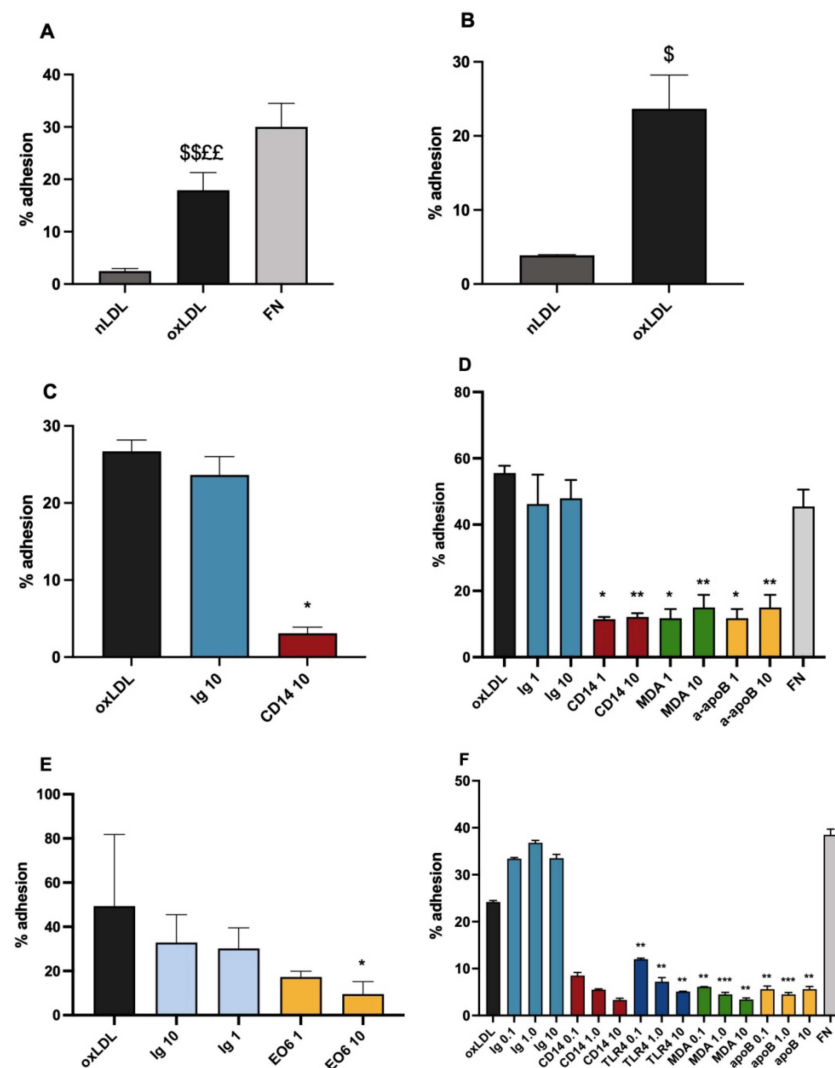 A
% adhesion
40
30
20
10
0
$$££
nLDL
oxLDL
FN
B
% adhesion
30
20
10
0
$
nLDL
oxLDL
C
% adhesion
30
20
10
0
*
oxLDL
Ig 10
CD14 10
D
% adhesion
80
60
40
20
0
* ** * ** * **
oxLDL
Ig 1
Ig 10
CD14 1
CD14 10
MDA 1
MDA 10
a-apoB 1
a-apoB 10
FN
E
% adhesion
100
80
60
40
20
0
*
oxLDL
Ig 10
Ig 1
EO6 1
EO6 10
F
% adhesion
50
40
30
20
10
0
** ** ** ** *** ** ** *** **
oxLDL
Ig 0.1
Ig 1.0
Ig 10
CD14 0.1
CD14 1.0
CD14 10
TLR4 0.1
TLR4 1.0
TLR4 10
MDA 0.1
MDA 1.0
MDA 10
apoB 0.1
apoB 1.0
apoB 10
FN